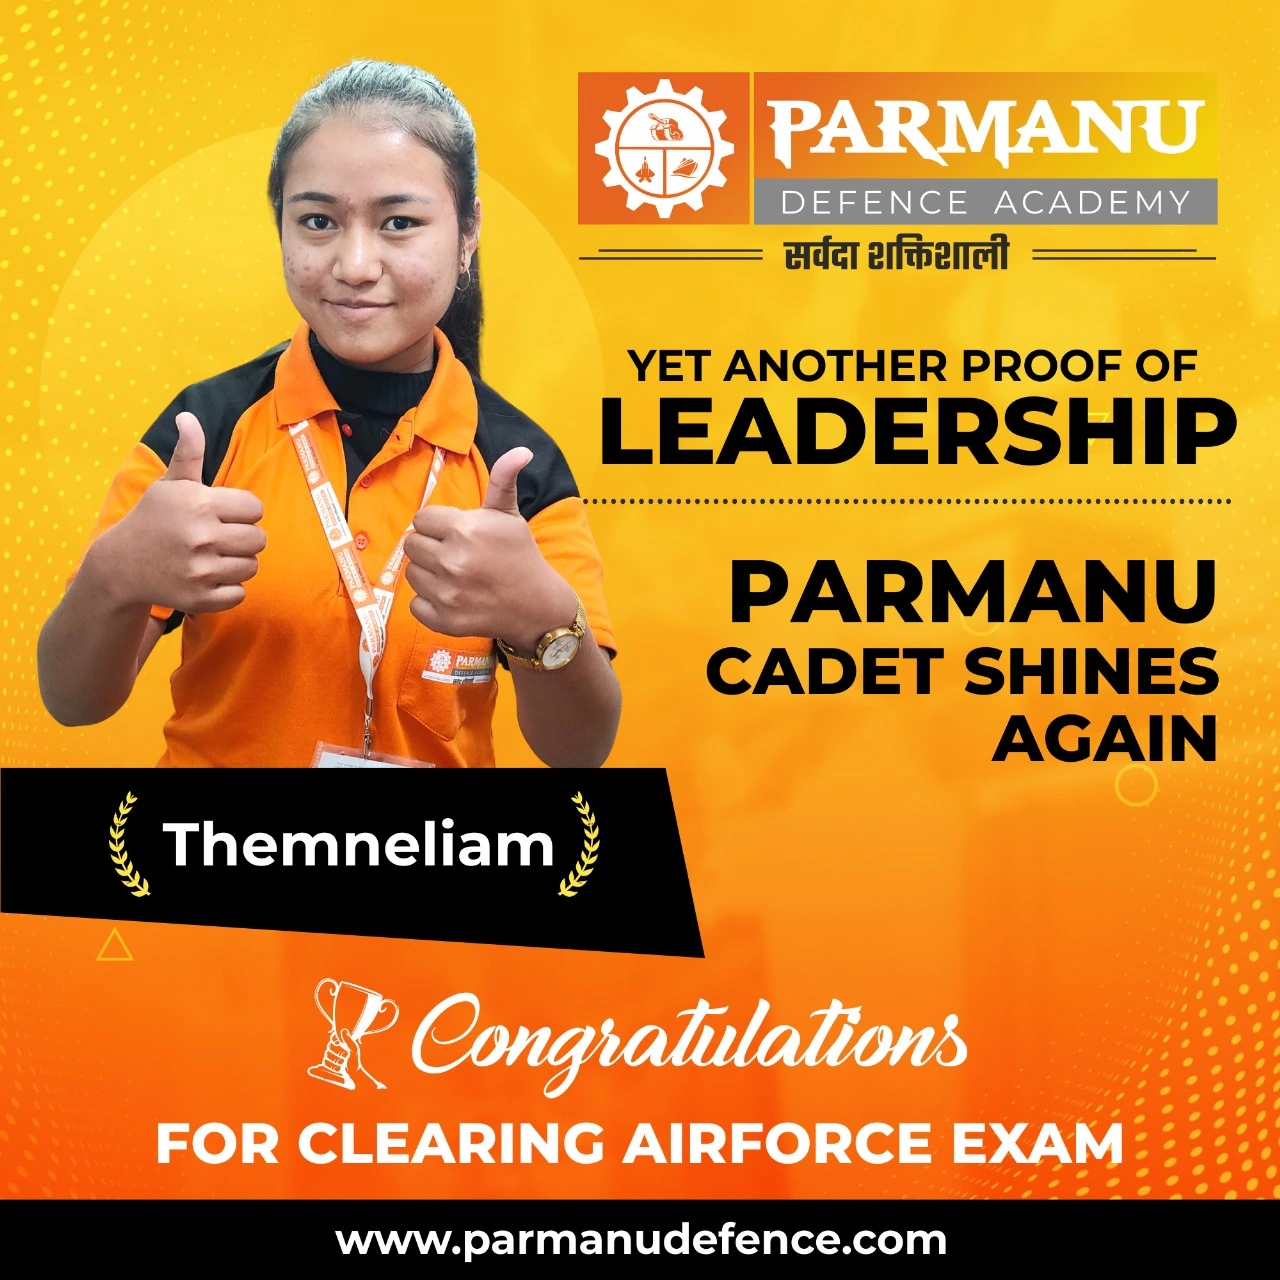 PARMANU
DEFENCE ACADEMY
सर्वदा शक्तिशाली
YET ANOTHER PROOF OF
LEADERSHIP
PARMANU
CADET SHINES
AGAIN
Themneliam
Congratulations
FOR CLEARING AIRFORCE EXAM
www.parmanudefence.com